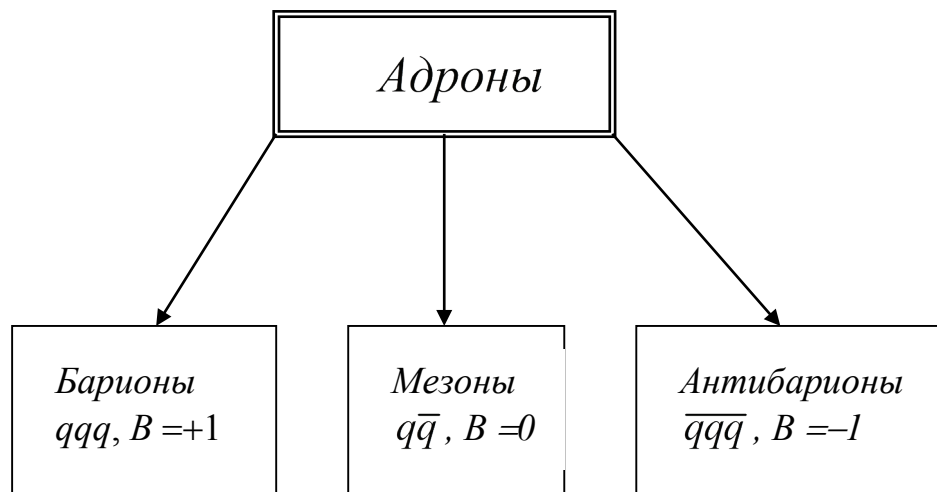 Адроны
Барионы
qqq, B =+1
Мезоны
qq̅ , B =0
Антибарионы
q̅q̅q̅ , B =–1